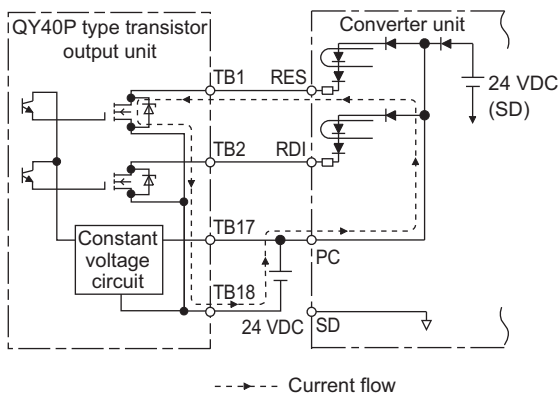 QY40P type transistor
output unit
Converter unit
TB1
RES
24 VDC
(SD)
TB2
RDI
TB17
Constant
voltage
circuit
PC
TB18
24 VDC
SD
Current flow